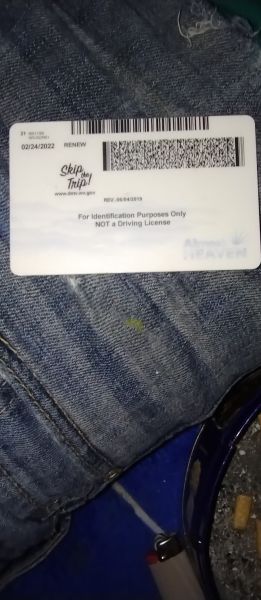 02/24/2022 RENEW
Skip
the
Trip!
www.dmv.wv.gov
REV. 06/04/2019
For Identification Purposes Only
NOT a Driving License
Almost
HEAVEN